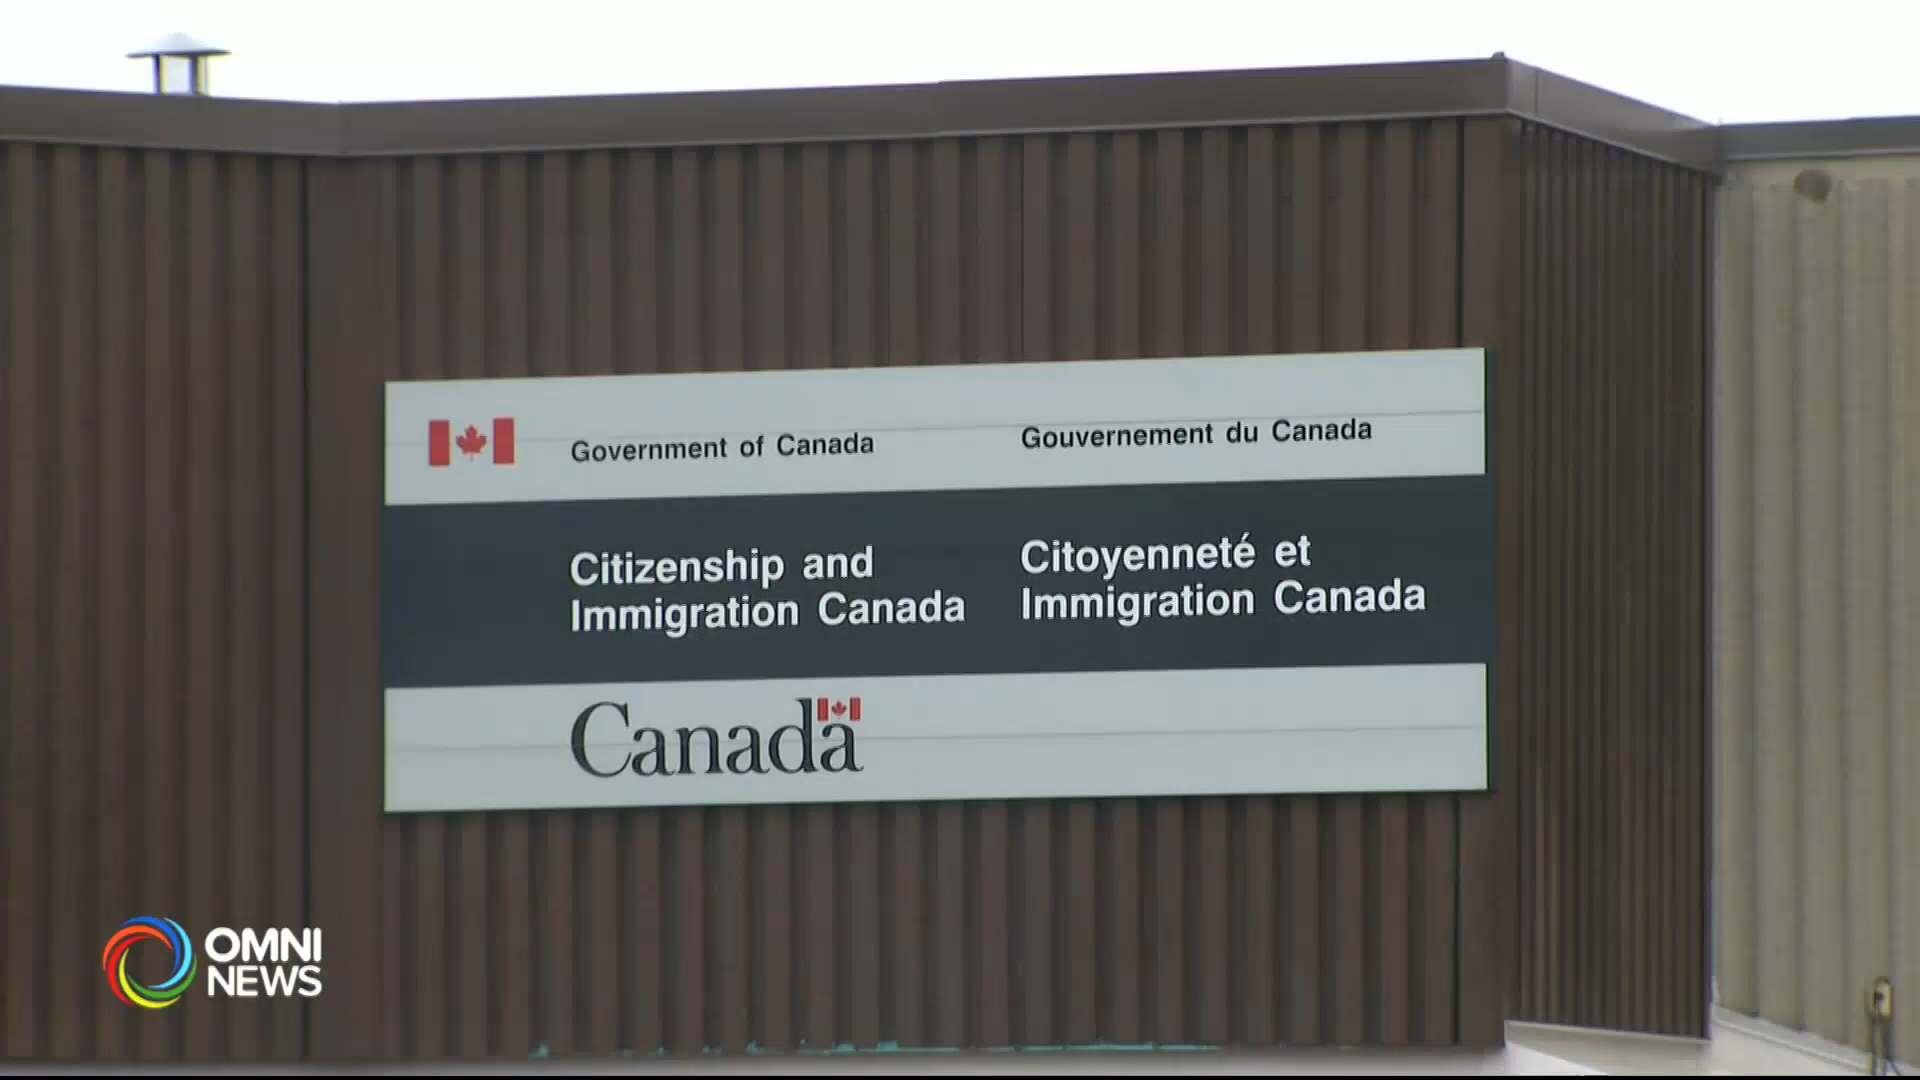 Government of Canada
Gouvernement du Canada
Citizenship and
Immigration Canada
Citoyenneté et
Immigration Canada
Canada
OMNI
NEWS